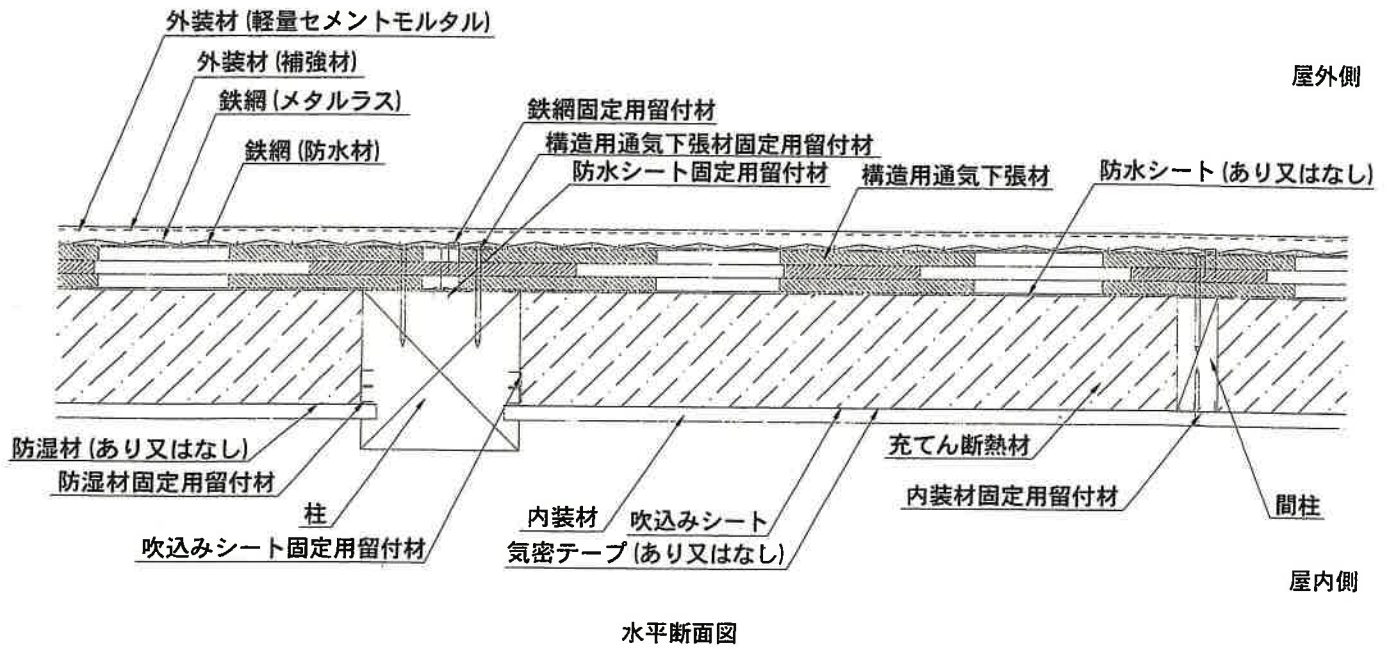 外装材(軽量セメントモルタル)
外装材(補強材)
鉄網(メタルラス)
鉄網(防水材)
鉄網固定用留付材
構造用通気下張材固定用留付材
防水シート固定用留付材
構造用通気下張材
防水シート(あり又はなし)
屋外側
防湿材(あり又はなし)
防湿材固定用留付材
柱
吹込みシート固定用留付材
内装材
吹込みシート
気密テープ(あり又はなし)
充てん断熱材
内装材固定用留付材
間柱
屋内側
水平断面図